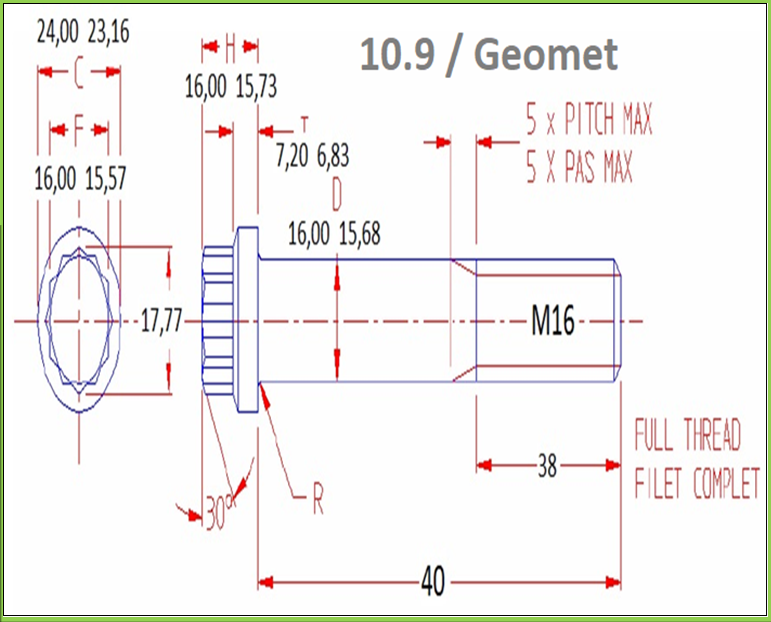 24,00 23,16
C
F
16,00 15,57
H
16,00 15,73
T
7,20 6,83
D
16,00 15,68
10.9 / Geomet
5 x PITCH MAX
5 X PAS MAX
17,77
M16
38
FULL THREAD
FILET COMPLET
30°
R
40